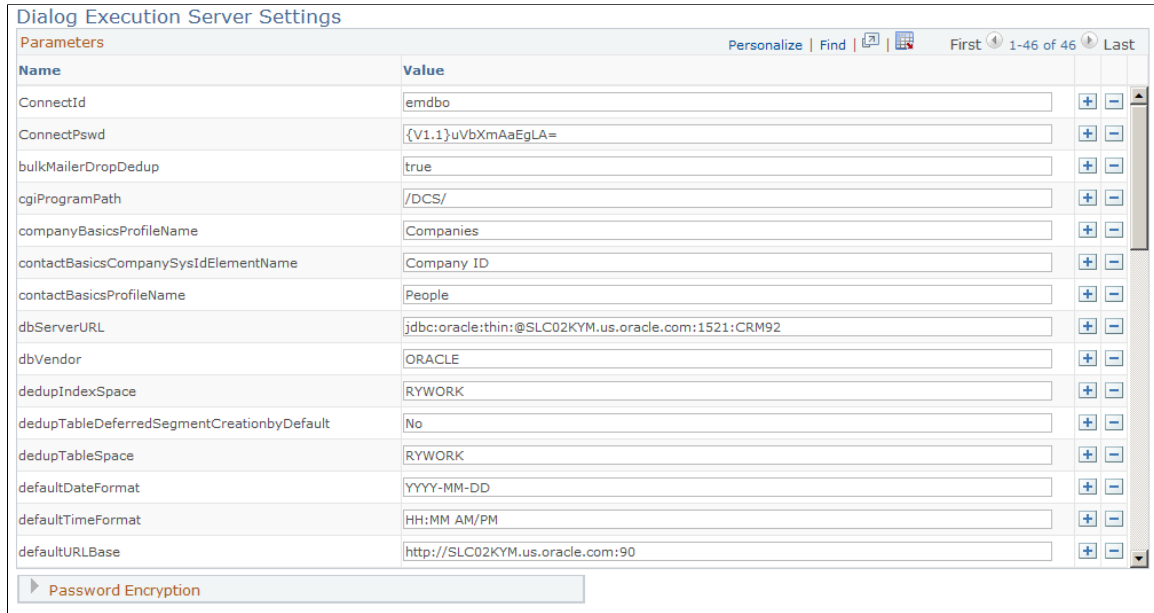 Dialog Execution Server Settings
Parameters Personalize | Find | | First 1-46 of 46 Last
Name Value
ConnectId emdbo
ConnectPswd {V1.1}uVbXmAaEgLA=
bulkMailerDropDedup true
cgiProgramPath /DCS/
companyBasicsProfileName Companies
contactBasicsCompanySysIdElementName Company ID
contactBasicsProfileName People
dbServerURL jdbc:oracle:thin:@SLC02KYM.us.oracle.com:1521:CRM92
dbVendor ORACLE
dedupIndexSpace RYWORK
dedupTableDeferredSegmentCreationbyDefault No
dedupTableSpace RYWORK
defaultDateFormat YYYY-MM-DD
defaultTimeFormat HH:MM AM/PM
defaultURLBase http://SLC02KYM.us.oracle.com:90
Password Encryption